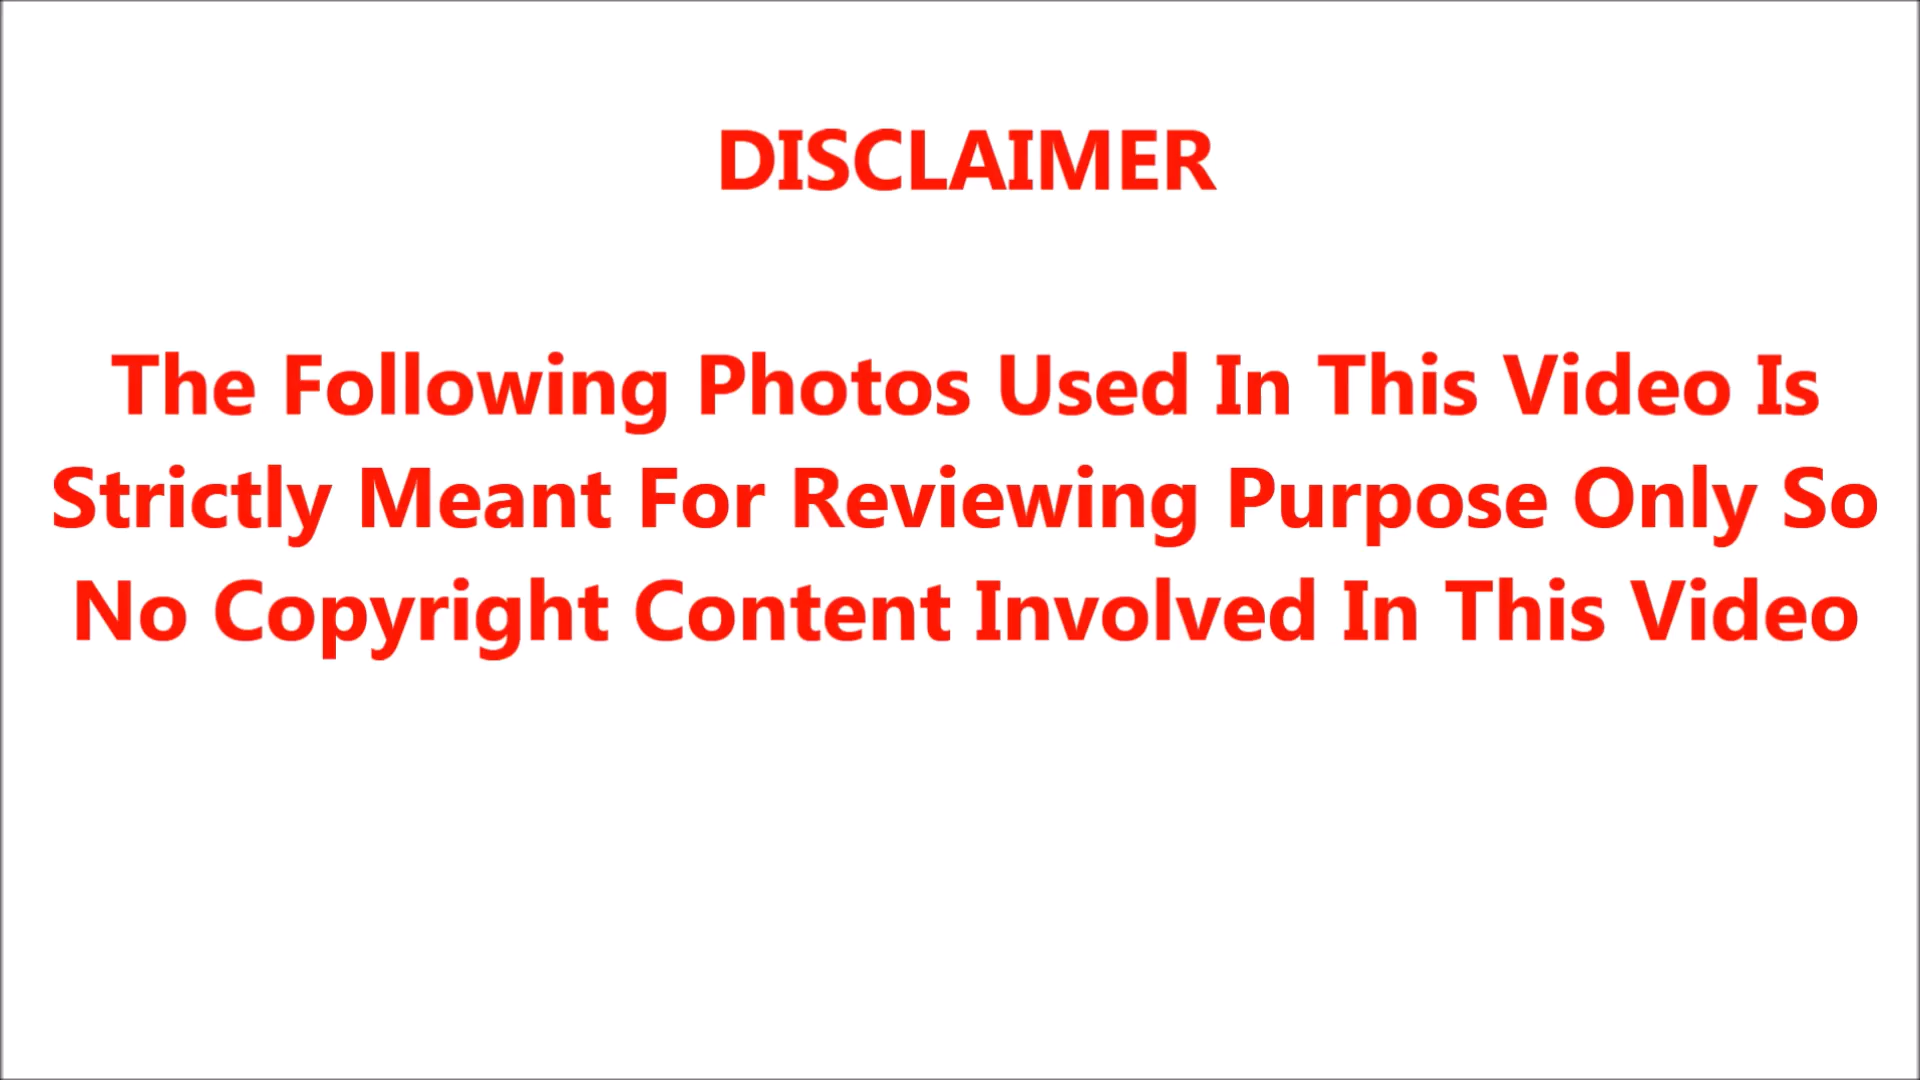 DISCLAIMER
The Following Photos Used In This Video Is
Strictly Meant For Reviewing Purpose Only So
No Copyright Content Involved In This Video